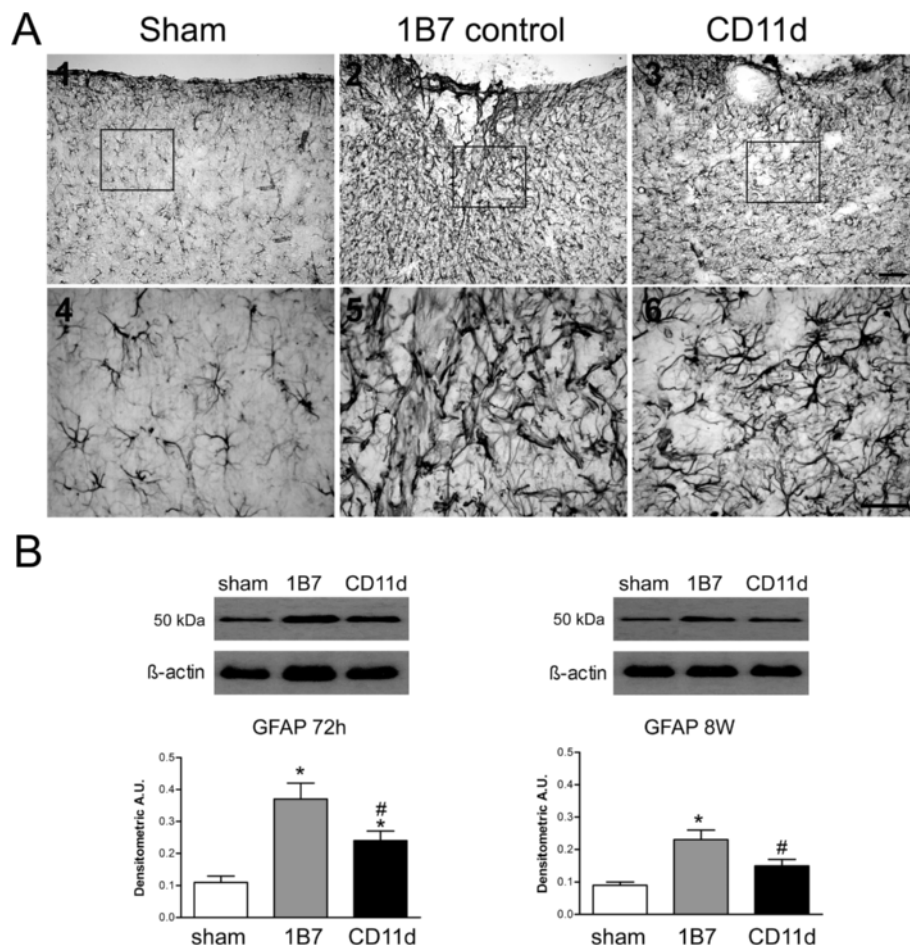 A
Sham 1B7 control CD11d
1 2 3
4 5 6
B
sham 1B7 CD11d
50 kDa
ß-actin
GFAP 72h
Densitometric A.U.
0.5
0.4
0.3
0.2
0.1
0.0
*
#
*
sham 1B7 CD11d
sham 1B7 CD11d
50 kDa
ß-actin
GFAP 8W
Densitometric A.U.
0.5
0.4
0.3
0.2
0.1
0.0
*
#
sham 1B7 CD11d